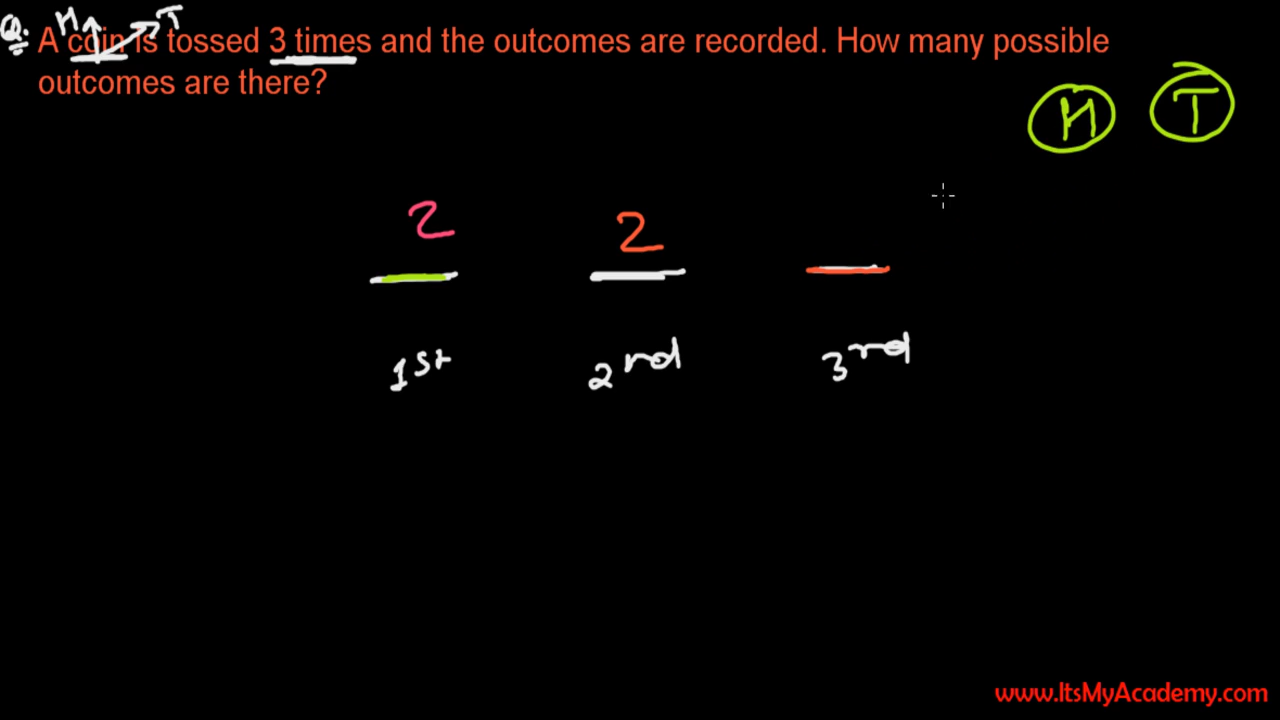 H T
Q. A coin is tossed 3 times and the outcomes are recorded. How many possible
outcomes are there?
H T
2 2
1st 2nd 3rd
www.ItsMyAcademy.com